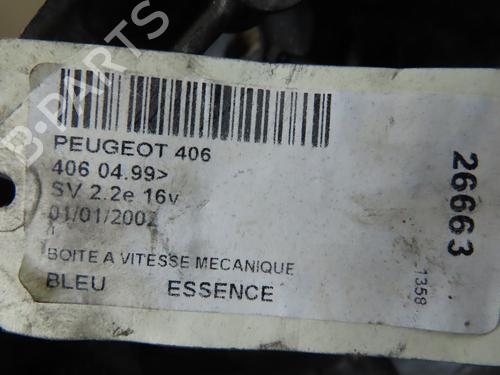 B-PARTS
PEUGEOT 406
406 04.99>
SV 2.2e 16v
01/01/2002
BOITE A VITESSE MECANIQUE
BLEU ESSENCE
26663
1358